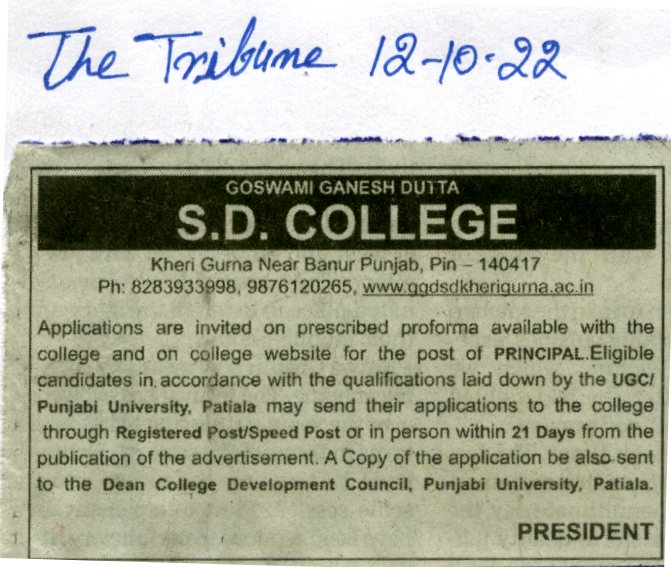 The Tribune 12-10-22
GOSWAMI GANESH DUTTA
S.D. COLLEGE
Kheri Gurna Near Banur Punjab, Pin – 140417
Ph: 8283933998, 9876120265, www.ggdsdkherigurna.ac.in
Applications are invited on prescribed proforma available with the
college and on college website for the post of PRINCIPAL.Eligible
candidates in accordance with the qualifications laid down by the UGC/
Punjabi University, Patiala may send their applications to the college
through Registered Post/Speed Post or in person within 21 Days from the
publication of the advertisement. A Copy of the application be also sent
to the Dean College Development Council, Punjabi University, Patiala.
PRESIDENT